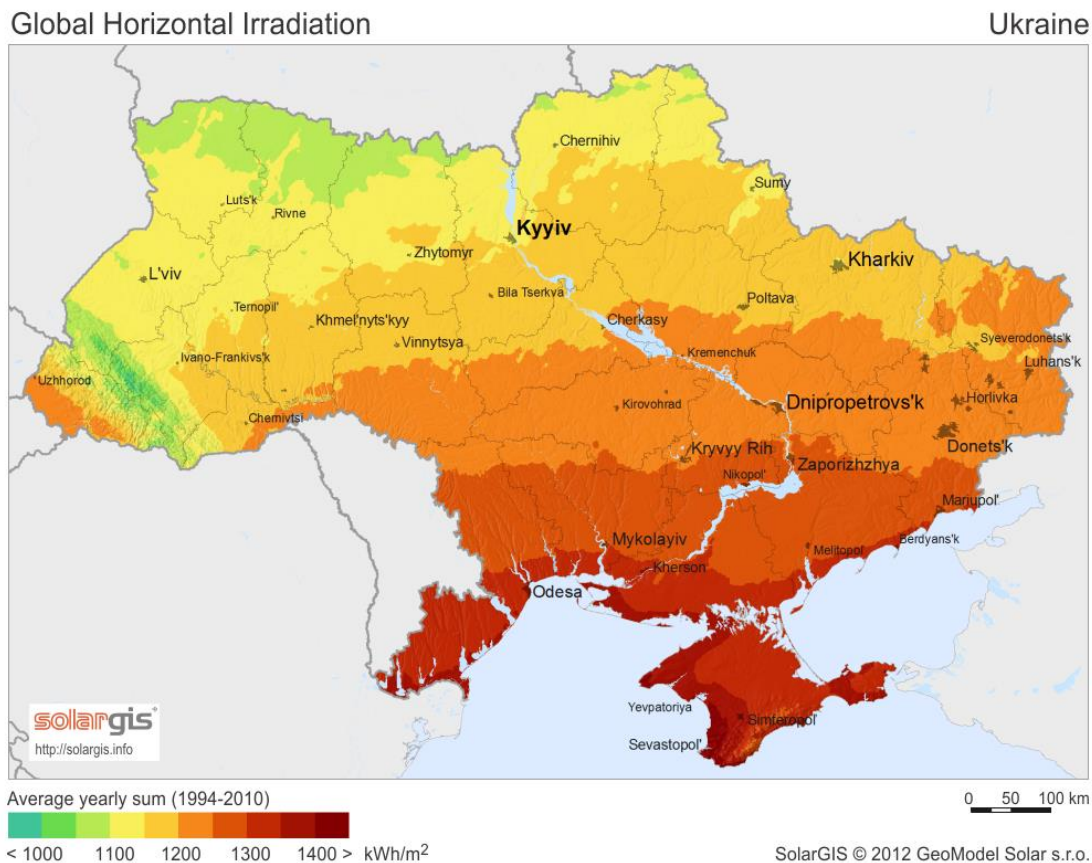 Global Horizontal Irradiation
Ukraine
Chernihiv
Sumy
Luts'k
Rivne
Kyyiv
Zhytomyr
Kharkiv
L'viv
Bila Tserkva
Poltava
Ternopil'
Khmel'nyts'kyy
Cherkasy
Vinnytsya
Syeverodonets'k
Ivano-Frankivs'k
Kremenchuk
Luhans'k
Uzhhorod
Kirovohrad
Dnipropetrovs'k
Horlivka
Chernivtsi
Donets'k
Kryvyy Rih
Zaporizhzhya
Nikopol'
Mariupol'
Mykolayiv
Berdyans'k
Melitopol'
Kherson
Odesa
Yevpatoriya
Simferopol'
Sevastopol'
solargis
http://solargis.info
Average yearly sum (1994-2010)
0 50 100 km
< 1000 1100 1200 1300 1400 > kWh/m²
SolarGIS © 2012 GeoModel Solar s.r.o.